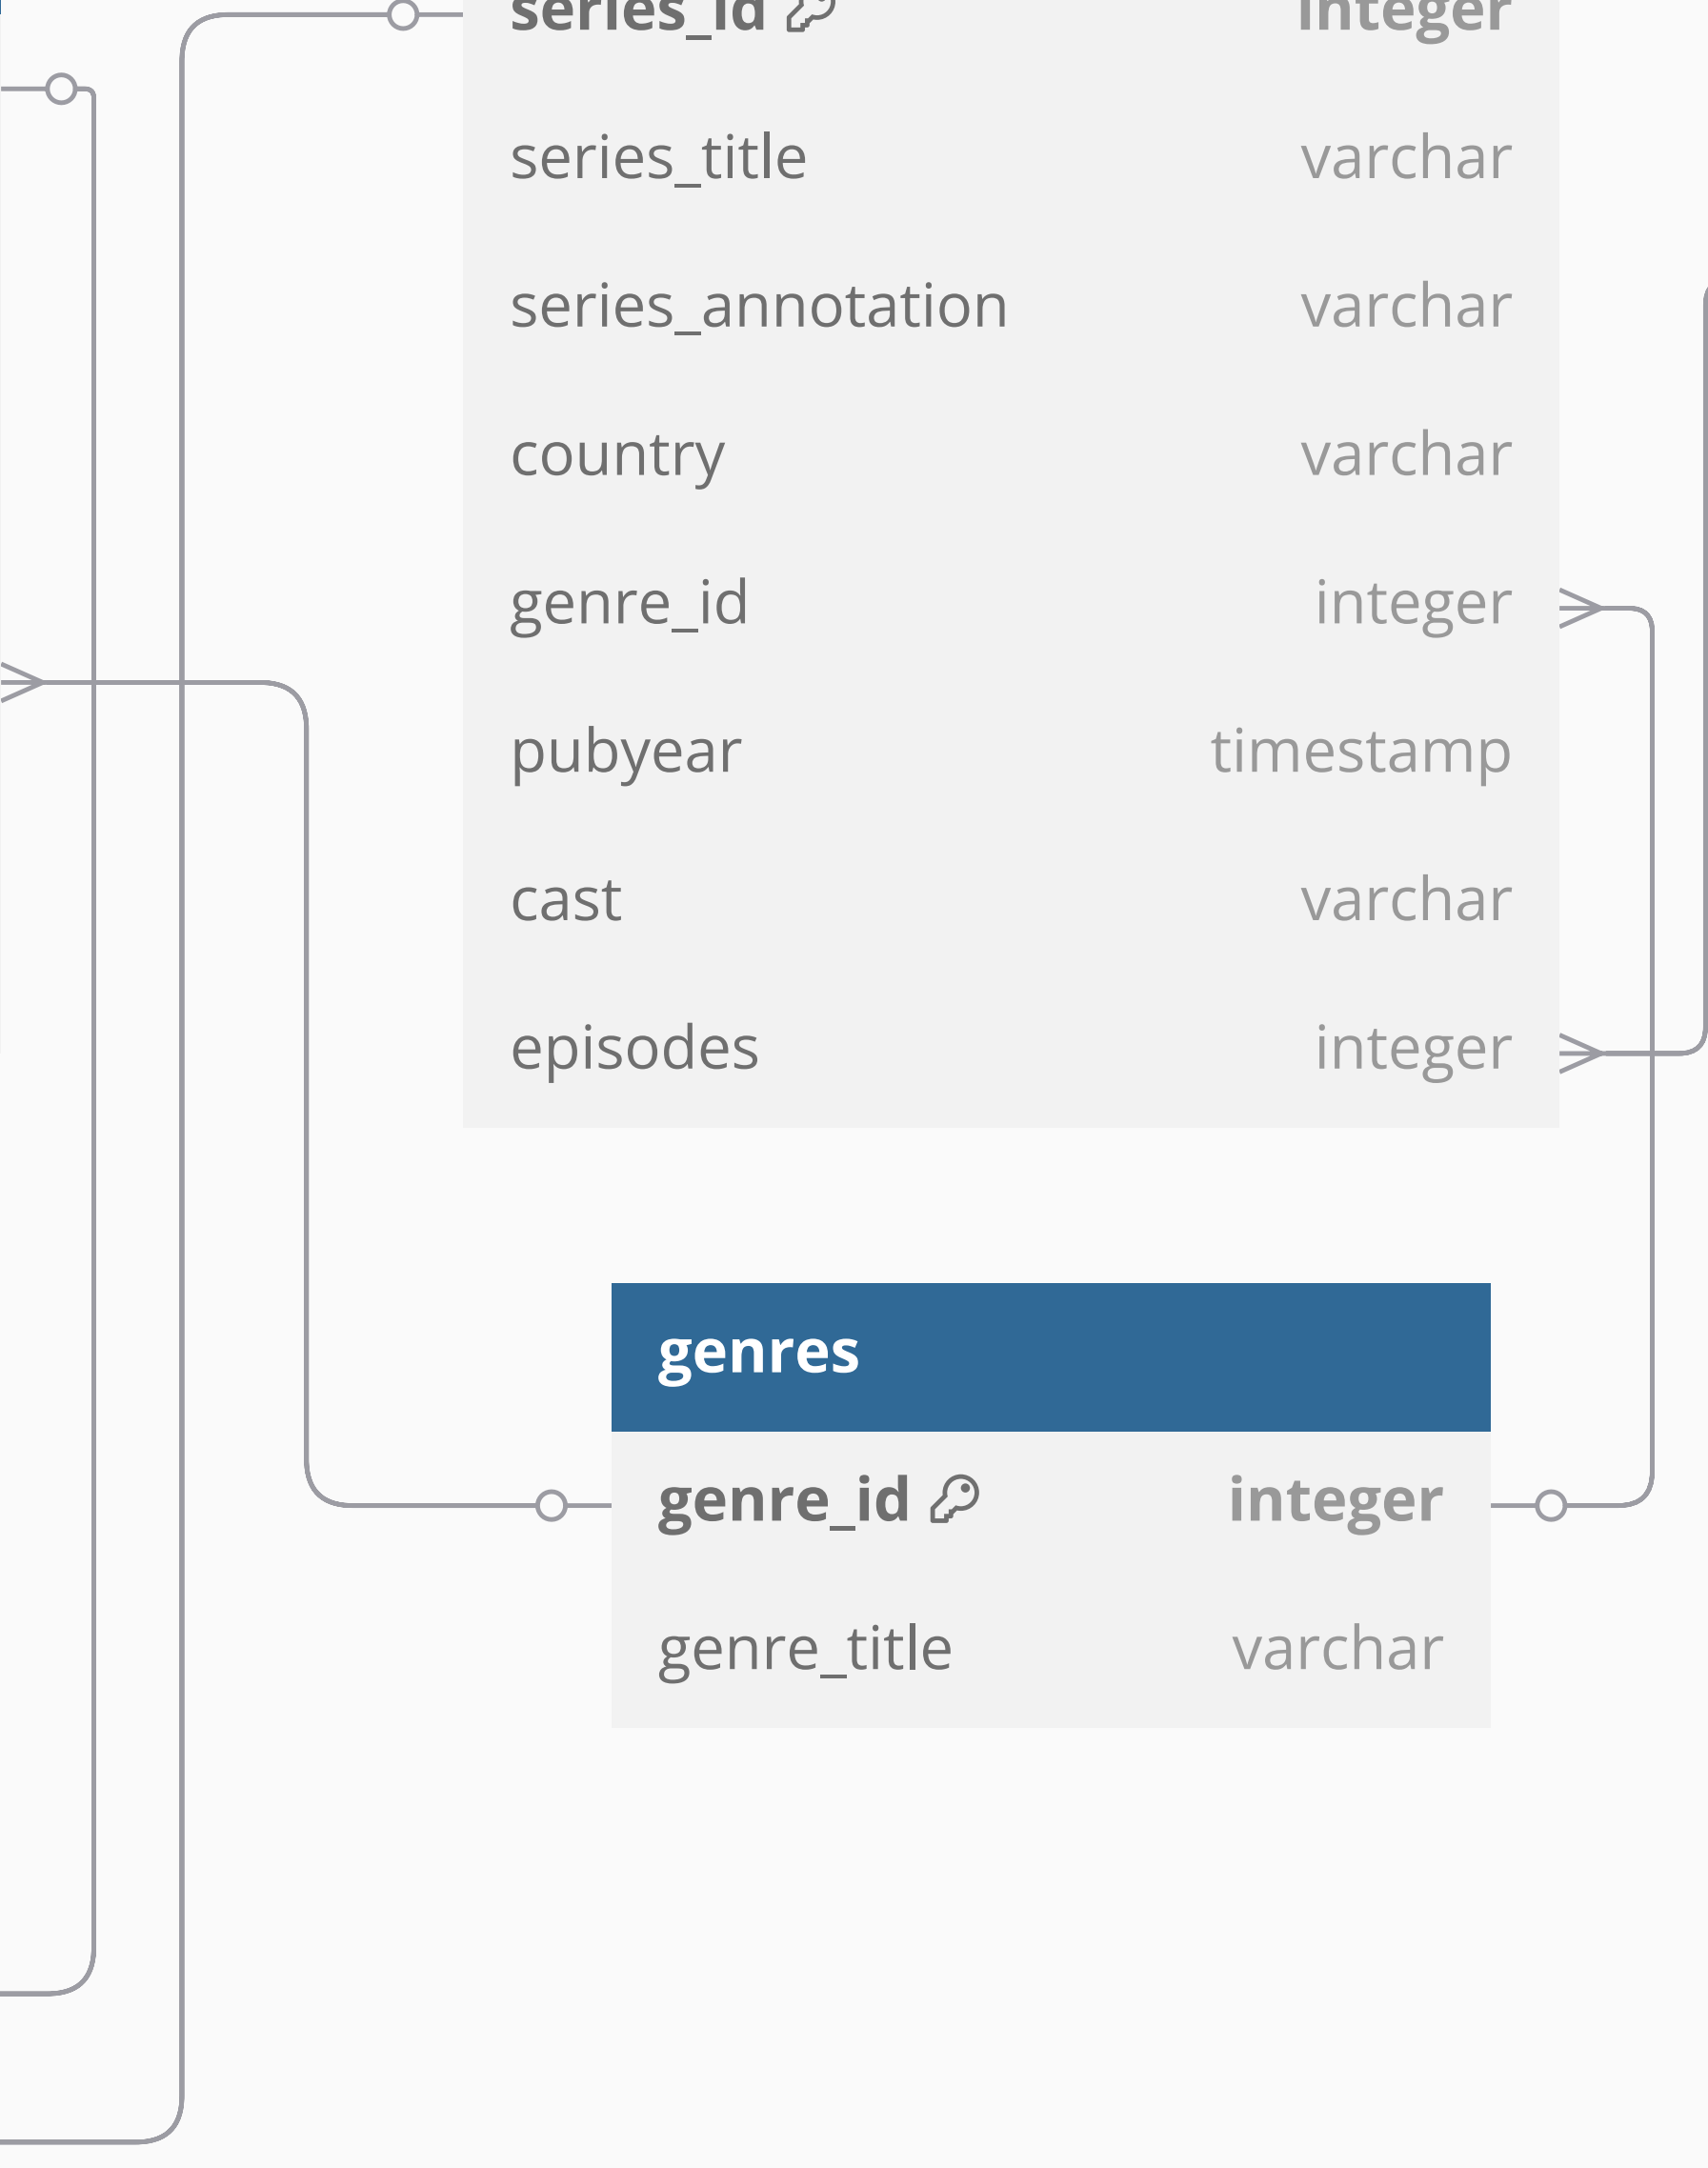 series_id integer
series_title varchar
series_annotation varchar
country varchar
genre_id integer
pubyear timestamp
cast varchar
episodes integer
genres
genre_id integer
genre_title varchar